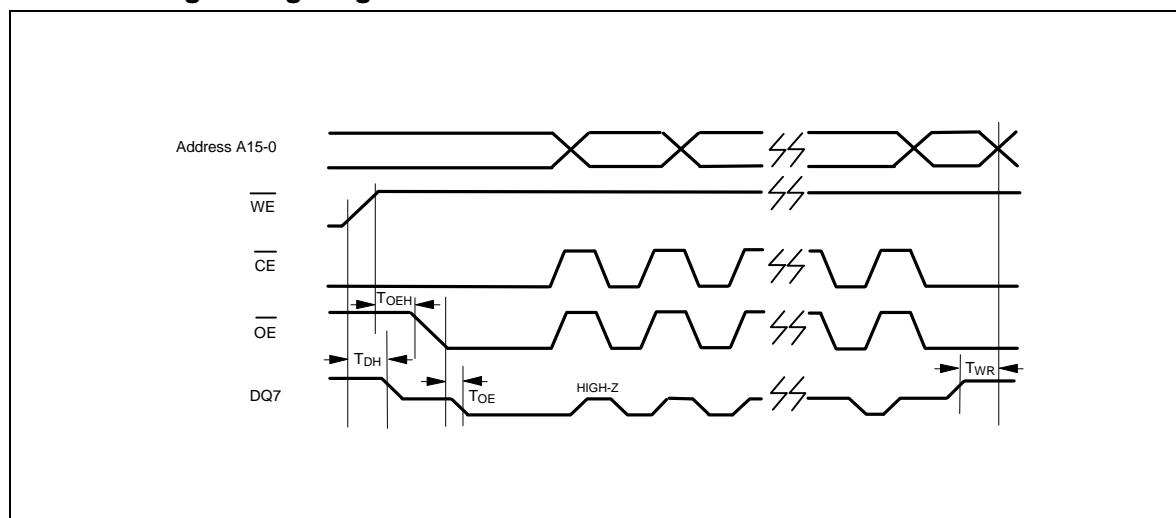 Address A15-0
WE
CE
TOEH
OE
TDH
TWR
DQ7
TOE
HIGH-Z